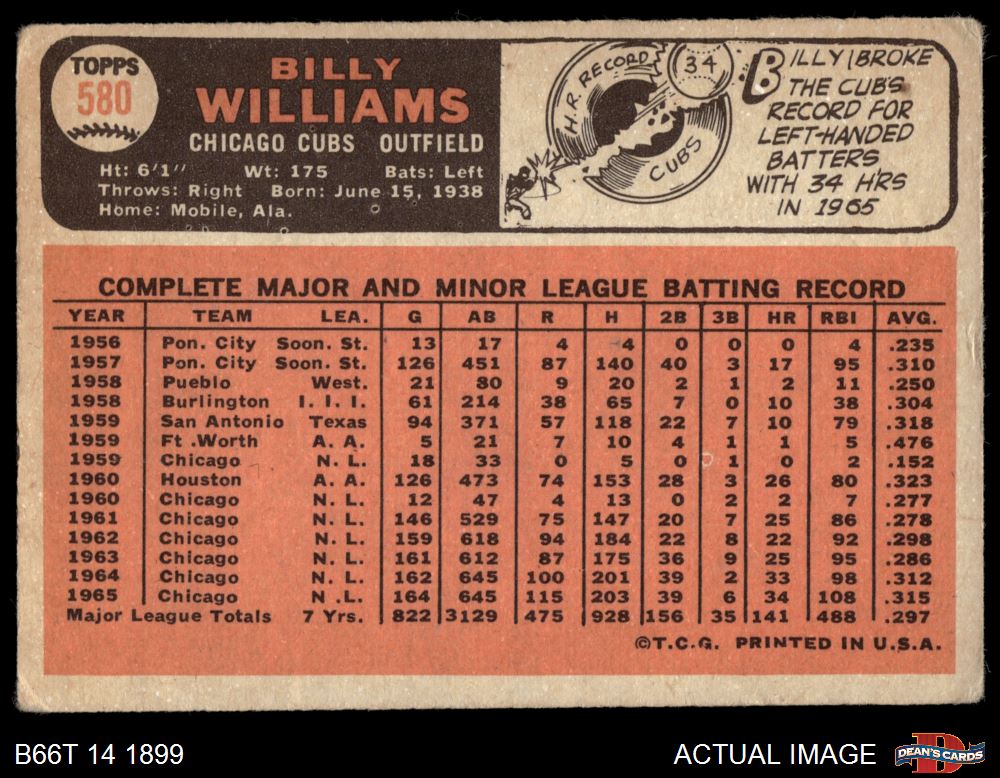 TOPPS
580
BILLY
WILLIAMS
CHICAGO CUBS OUTFIELD
Ht: 6'1" Wt: 175 Bats: Left
Throws: Right Born: June 15, 1938
Home: Mobile, Ala.
H.R. RECORD
34
CUBS
BILLY BROKE
THE CUBS
RECORD FOR
LEFT-HANDED
BATTERS
WITH 34 HRS
IN 1965
COMPLETE MAJOR AND MINOR LEAGUE BATTING RECORD
YEAR TEAM LEA. G AB R H 2B 3B HR RBI AVG.
1956 Pon. City Soon. St. 13 17 4 4 0 0 0 4 .235
1957 Pon. City Soon. St. 126 451 87 140 40 3 17 95 .310
1958 Pueblo West. 21 80 9 20 2 1 2 11 .250
1958 Burlington I. I. I. 61 214 38 65 7 0 10 38 .304
1959 San Antonio Texas 94 371 57 118 22 7 10 79 .318
1959 Ft .Worth A. A. 5 21 7 10 4 1 1 5 .476
1959 Chicago N. L. 18 33 0 5 0 1 0 2 .152
1960 Houston A. A. 126 473 74 153 28 3 26 80 .323
1960 Chicago N. L. 12 47 4 13 0 2 2 7 .277
1961 Chicago N. L. 146 529 75 147 20 7 25 86 .278
1962 Chicago N. L. 159 618 94 184 22 8 22 92 .298
1963 Chicago N. L. 161 612 87 175 36 9 25 95 .286
1964 Chicago N. L. 162 645 100 201 39 2 33 98 .312
1965 Chicago N .L. 164 645 115 203 39 6 34 108 .315
Major League Totals 7 Yrs. 822 3129 475 928 156 35 141 488 .297
©T.C.G. PRINTED IN U.S.A.
B66T 14 1899
ACTUAL IMAGE
DEAN'S CARDS